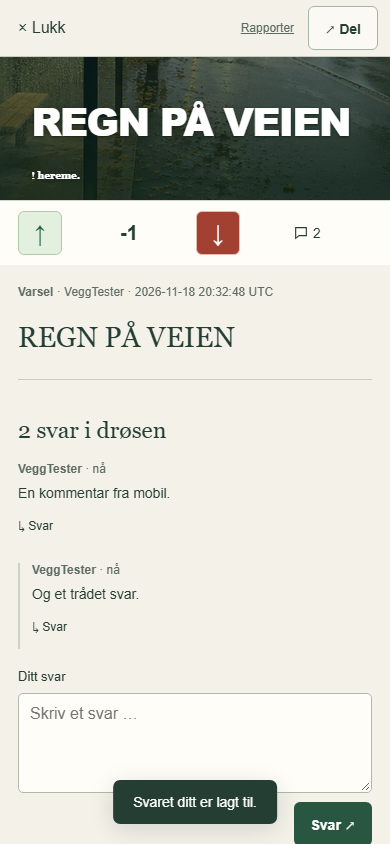 × Lukk
Rapporter
↗ Del
REGN PÅ VEIEN
! hereme.
↑
-1
↓
2
Varsel · VeggTester · 2026-11-18 20:32:48 UTC
REGN PÅ VEIEN
2 svar i drøsen
VeggTester · nå
En kommentar fra mobil.
↳ Svar
VeggTester · nå
Og et trådet svar.
↳ Svar
Ditt svar
Skriv et svar …
Svaret ditt er lagt til.
Svar ↗